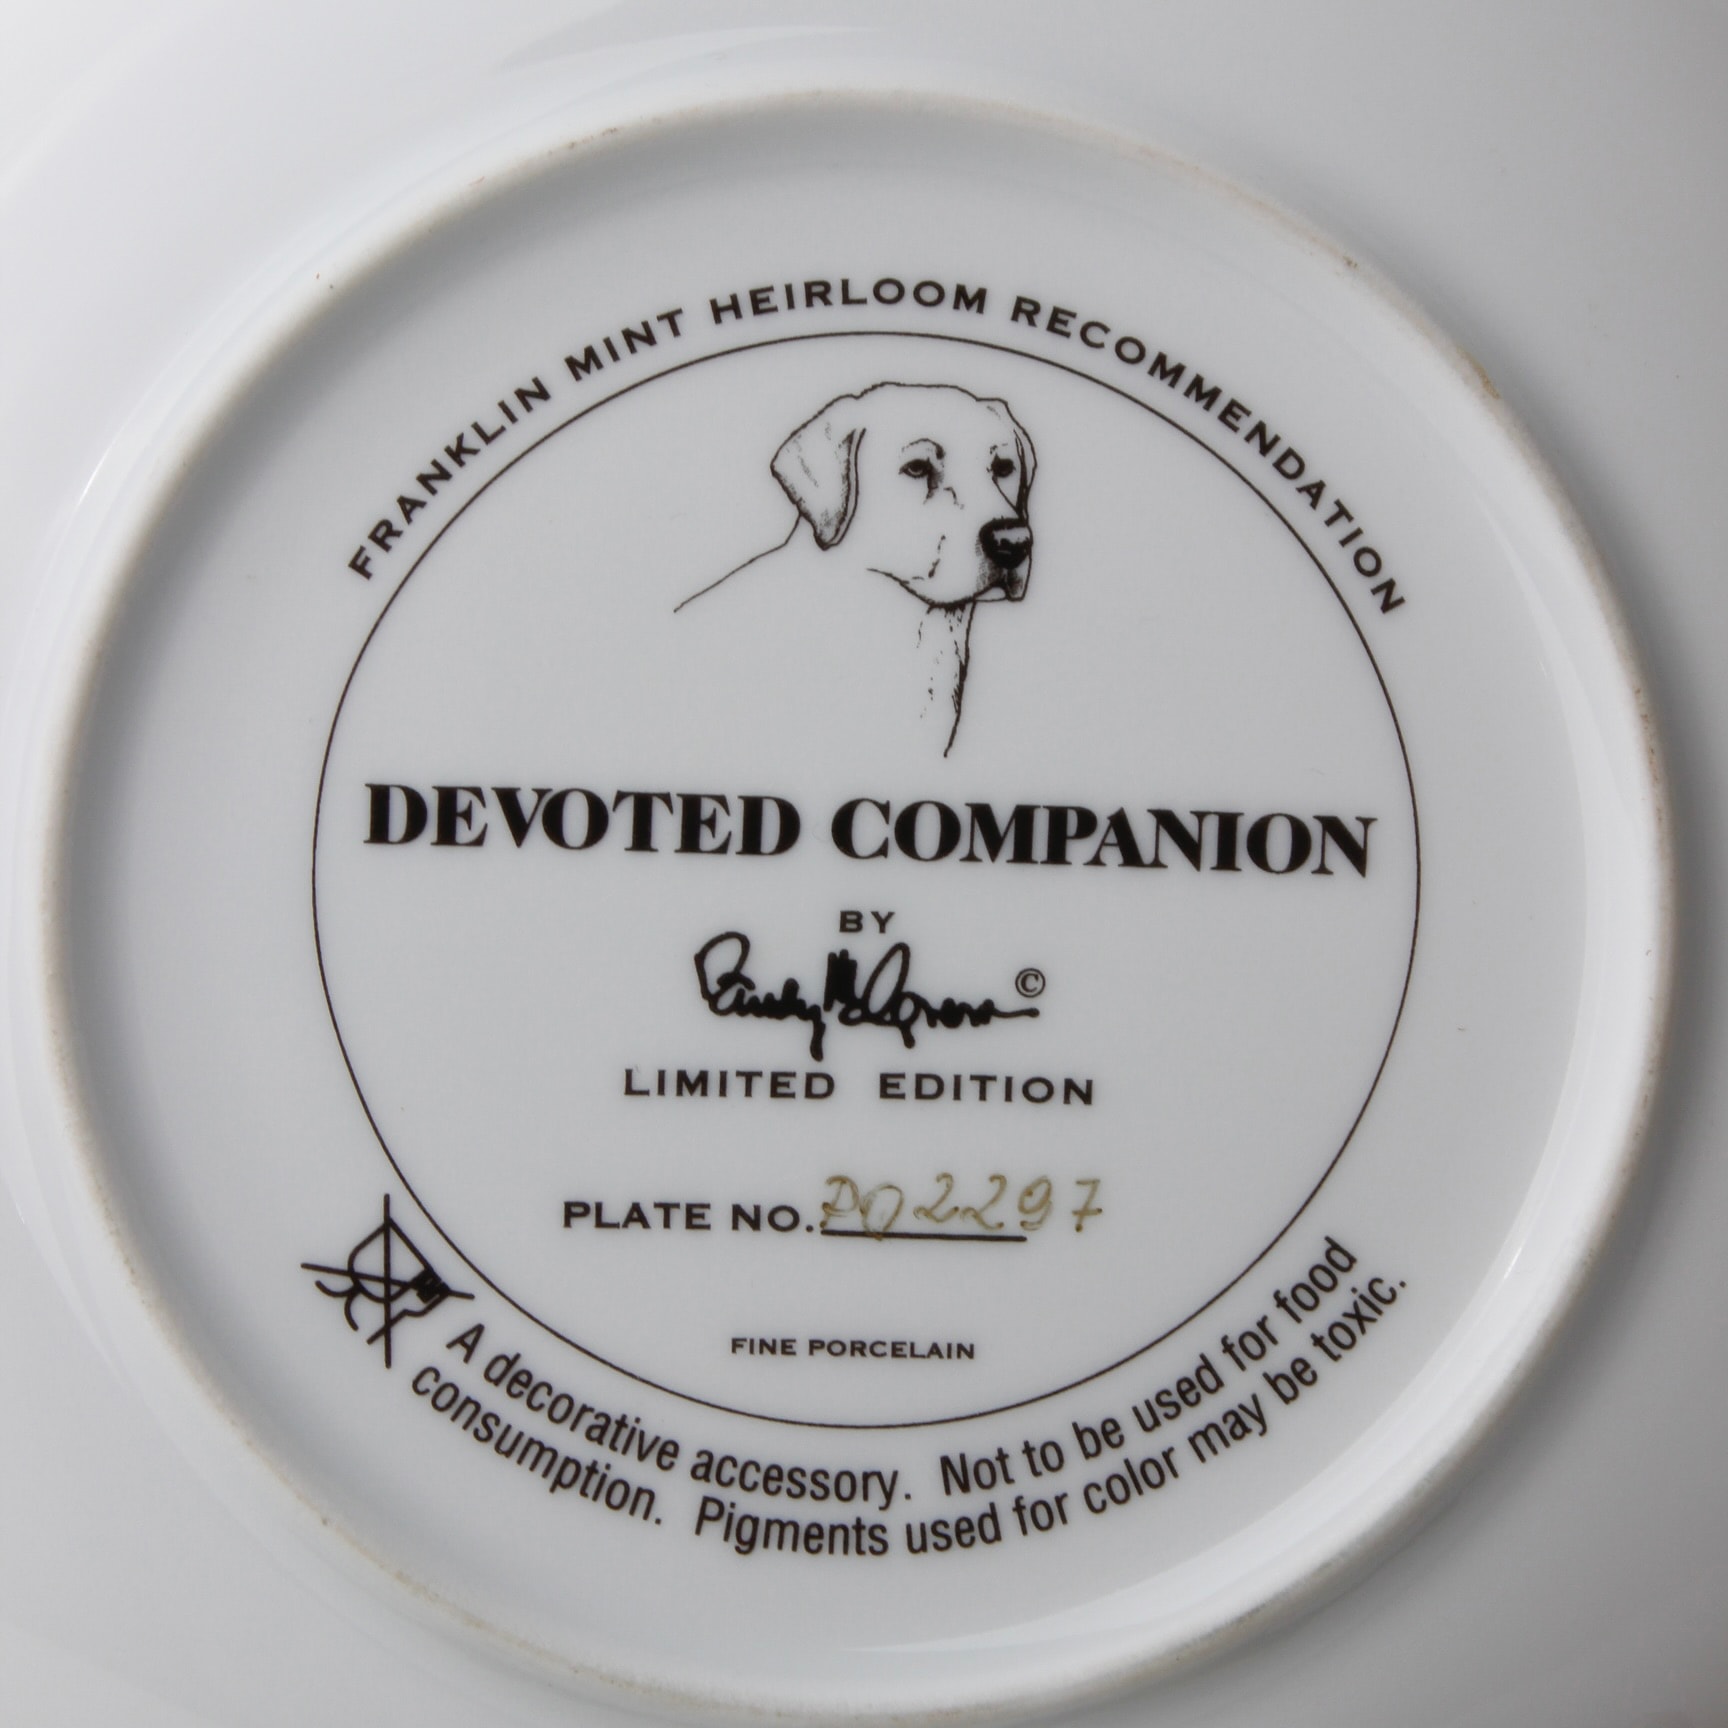 FRANKLIN MINT HEIRLOOM RECOMMENDATION
DEVOTED COMPANION
BY
©
LIMITED EDITION
PLATE NO. PQ2297
FINE PORCELAIN
A decorative accessory. Not to be used for food
consumption. Pigments used for color may be toxic.